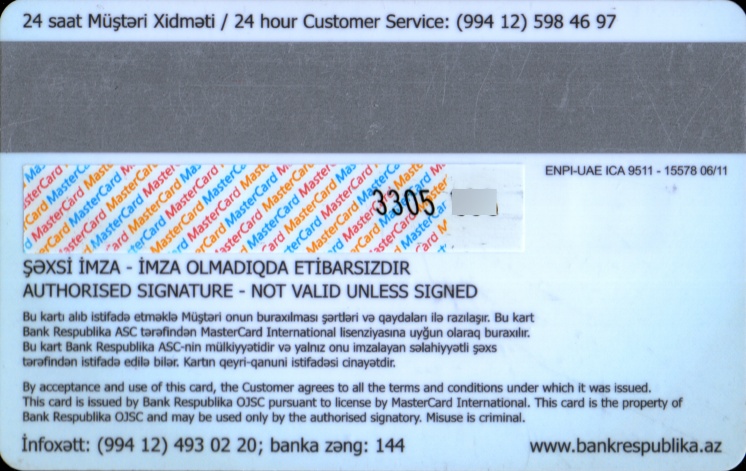 24 saat Müştəri Xidməti / 24 hour Customer Service: (994 12) 598 46 97
ENPI-UAE ICA 9511 - 15578 06/11
MasterCard MasterCard MasterCard MasterCard
3305
ŞƏXSİ İMZA - İMZA OLMADIQDA ETİBARSIZDIR
AUTHORISED SIGNATURE - NOT VALID UNLESS SIGNED
Bu kartı alıb istifadə etməklə Müştəri onun buraxılması şərtləri və qaydaları ilə razılaşır. Bu kart
Bank Respublika ASC tərəfindən MasterCard International lisenziyasına uyğun olaraq buraxılır.
Bu kart Bank Respublika ASC-nin mülkiyyətidir və yalnız onu imzalayan səlahiyyətli şəxs
tərəfindən istifadə edilə bilər. Kartın qeyri-qanuni istifadəsi cinayətdir.
By acceptance and use of this card, the Customer agrees to all the terms and conditions under which it was issued.
This card is issued by Bank Respublika OJSC pursuant to license by MasterCard International. This card is the property of
Bank Respublika OJSC and may be used only by the authorised signatory. Misuse is criminal.
İnfoxətt: (994 12) 493 02 20; banka zəng: 144
www.bankrespublika.az